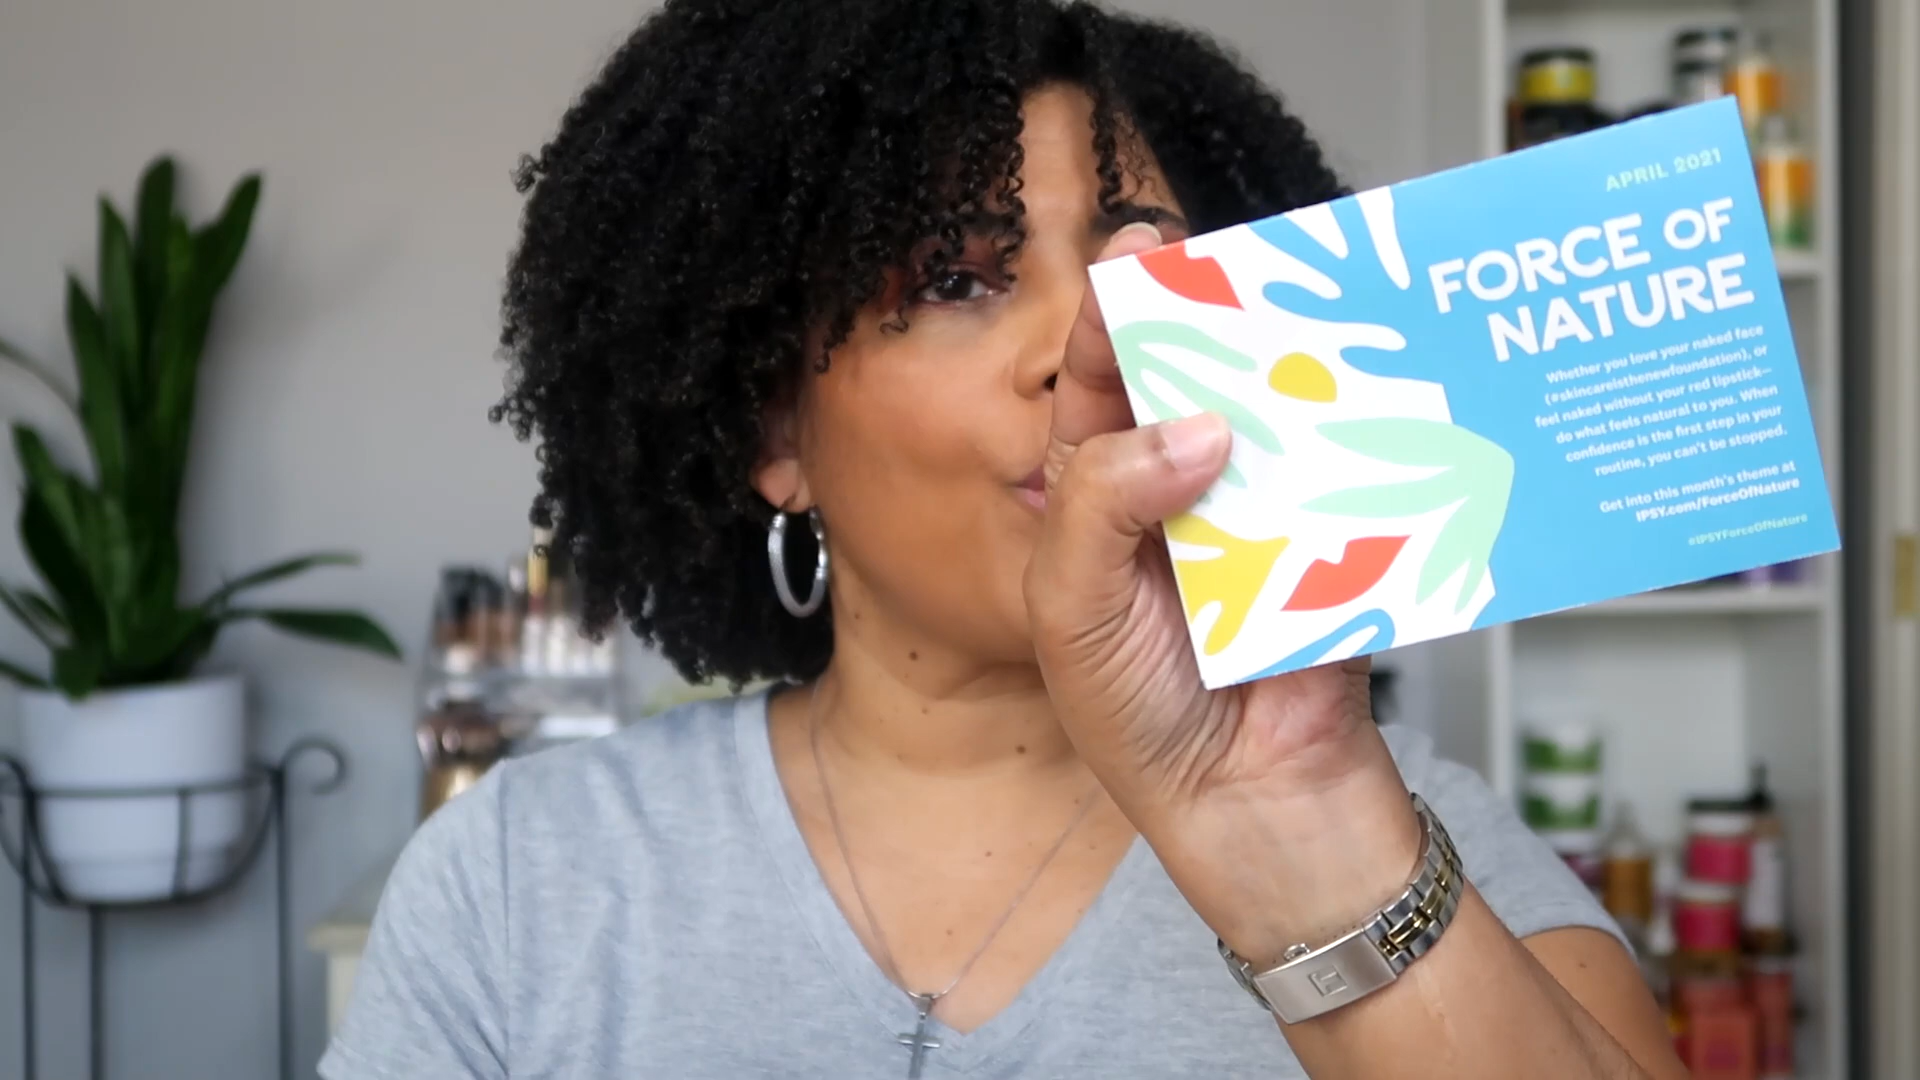 APRIL 2021
FORCE OF
NATURE
Whether you love your naked face
(#skincareisthenewfoundation), or
feel naked without your red lipstick—
do what feels natural to you. When
confidence is the first step in your
routine, you can't be stopped.
Get into this month's theme at
IPSY.com/ForceOfNature
#IPSYForceOfNature